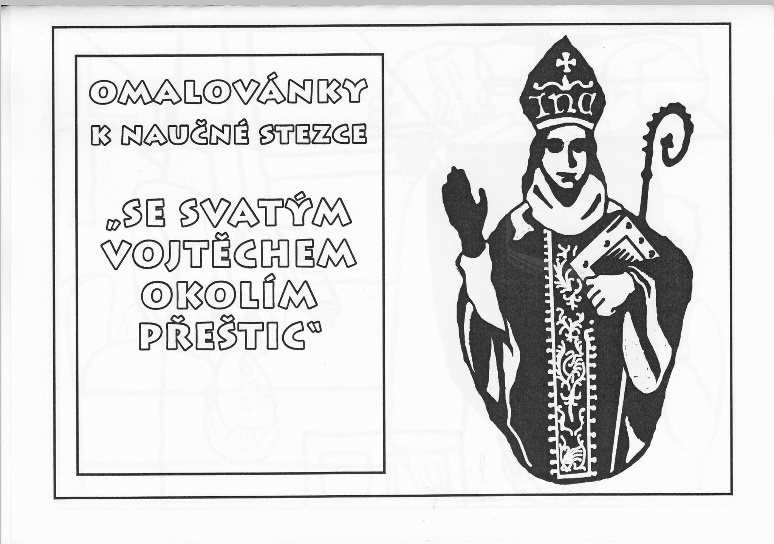 OMALOVÁNKY
K NAUČNÉ STEZCE
„SE SVATÝM
VOJTĚCHEM
OKOLÍM
PŘEŠTIC“